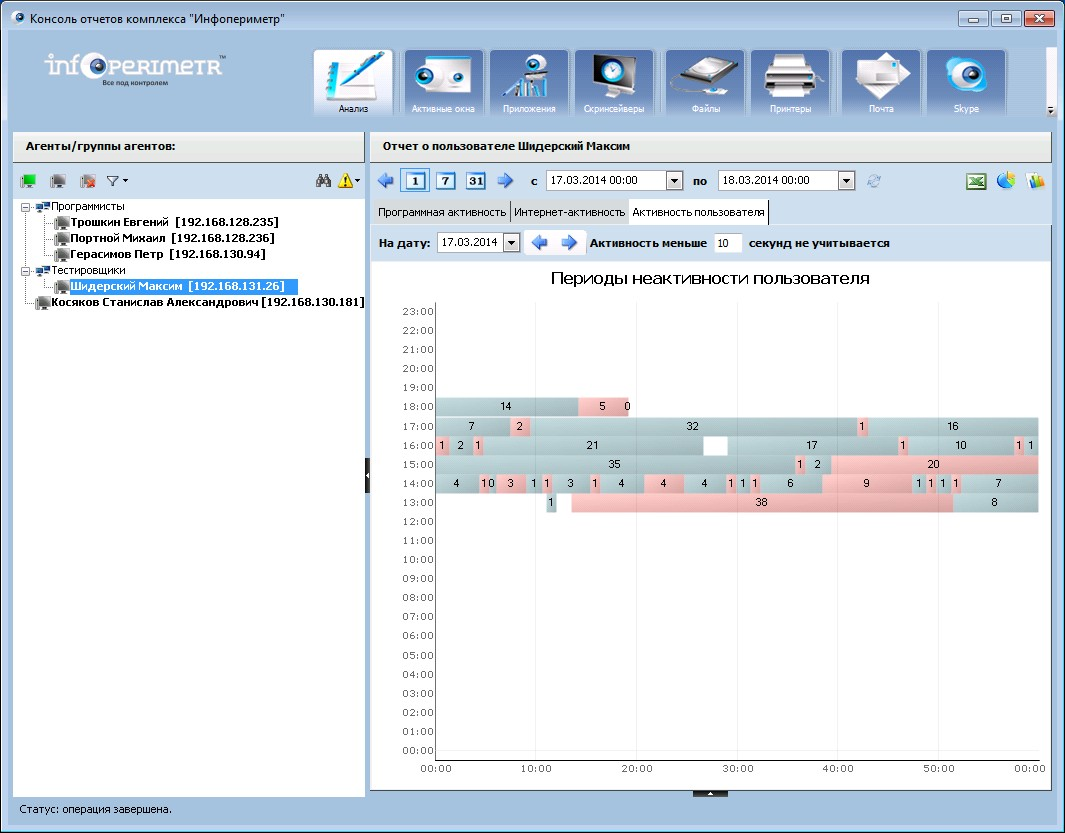 Консоль отчетов комплекса "Инфопериметр"
infOPERIMETR™
Все под контролем
Анализ Активные окна Приложения Скринсейверы Файлы Принтеры Почта Skype
Агенты/группы агентов:
Отчет о пользователе Шидерский Максим
1 7 31 с 17.03.2014 00:00 по 18.03.2014 00:00
Программная активность Интернет-активность Активность пользователя
На дату: 17.03.2014 Активность меньше 10 секунд не учитывается
Программисты
Трошкин Евгений [192.168.128.235]
Портной Михаил [192.168.128.236]
Герасимов Петр [192.168.130.94]
Тестировщики
Шидерский Максим [192.168.131.26]
Косяков Станислав Александрович [192.168.130.181]
Периоды неактивности пользователя
23:00
22:00
21:00
20:00
19:00
18:00 14 5 0
17:00 7 2 32 1 16
16:00 1 2 1 21 17 1 10 1 1
15:00 35 1 2 20
14:00 4 1 0 3 1 1 3 1 4 4 4 1 1 1 6 9 1 1 1 1 7
13:00 1 38 8
12:00
11:00
10:00
09:00
08:00
07:00
06:00
05:00
04:00
03:00
02:00
01:00
00:00
00:00 10:00 20:00 30:00 40:00 50:00 00:00
Статус: операция завершена.